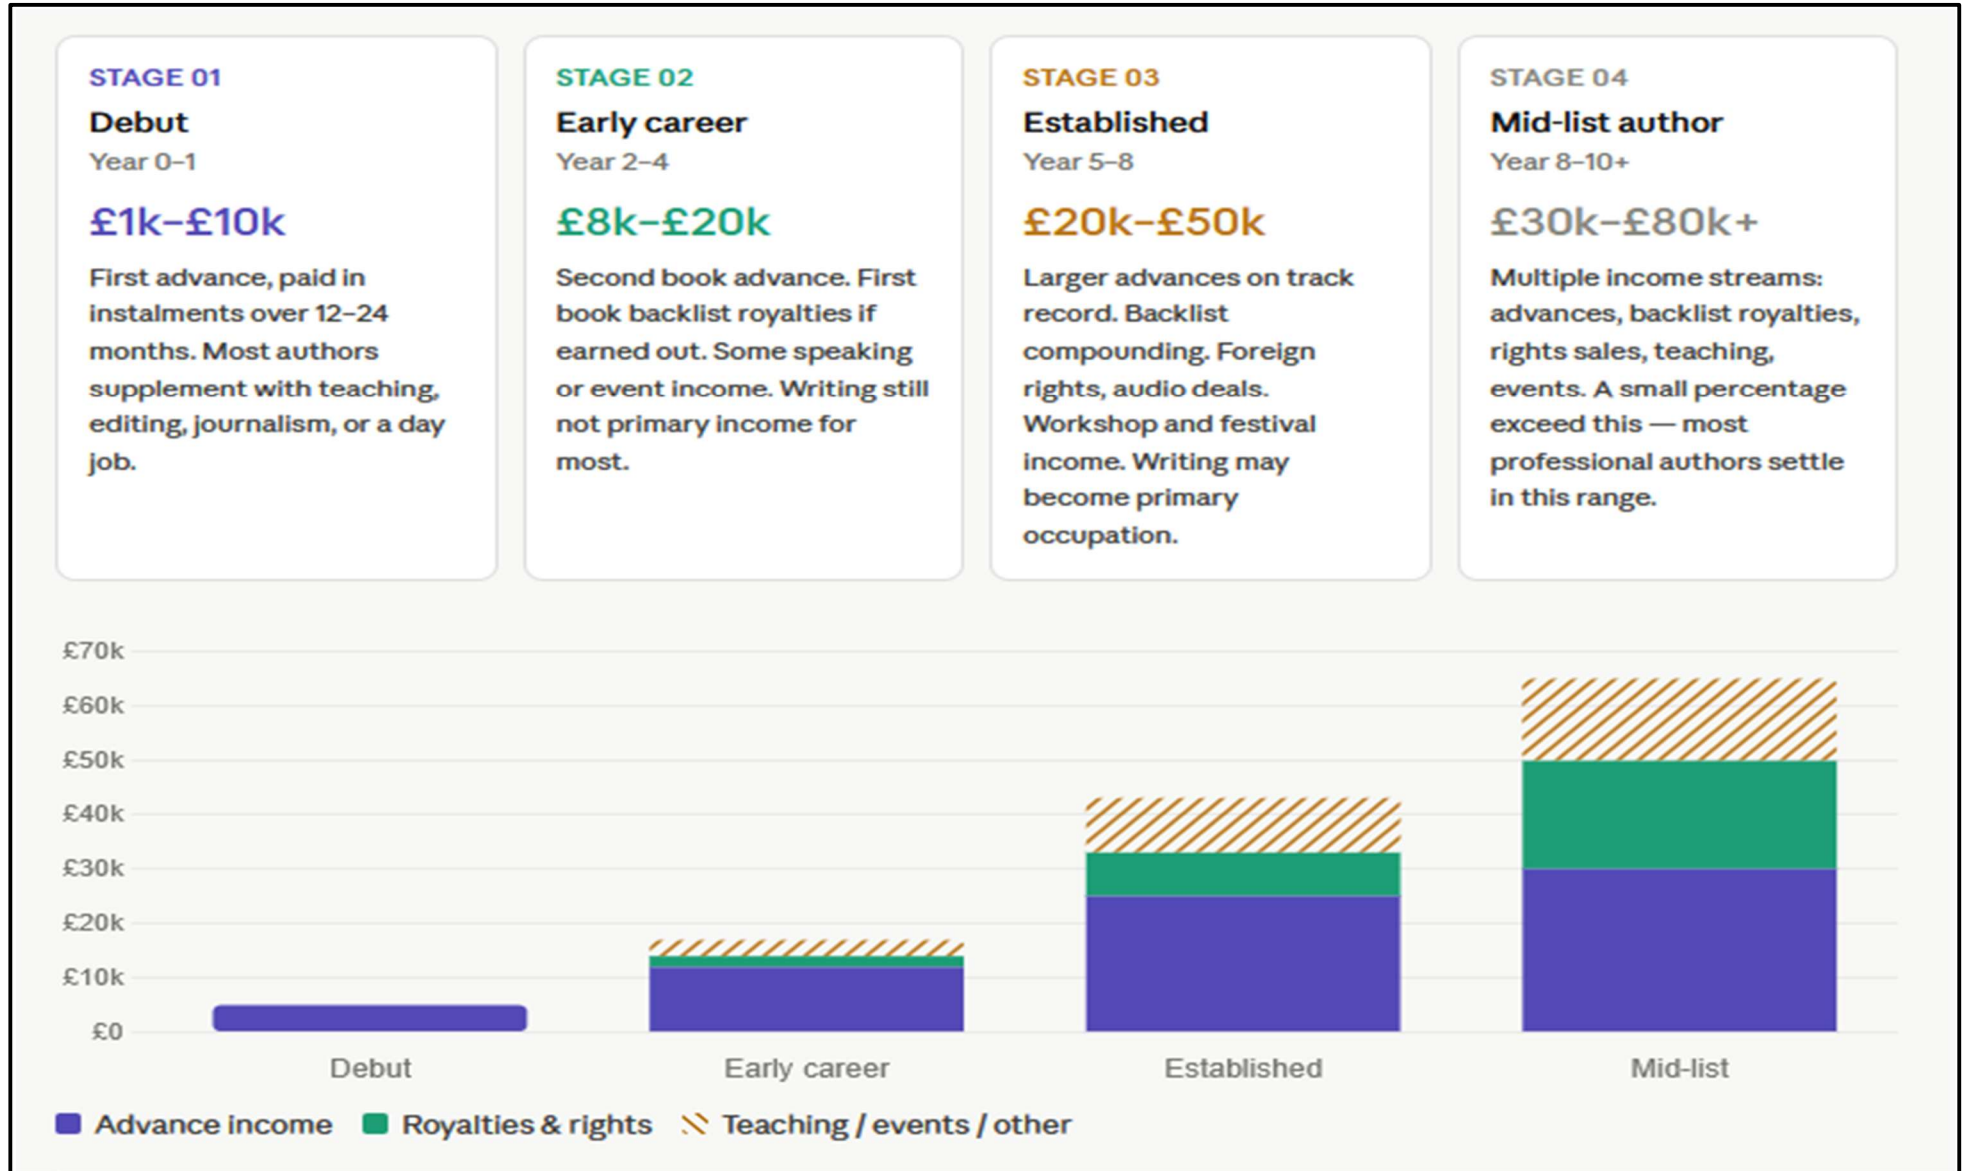 STAGE 01
Debut
Year 0–1
£1k–£10k
First advance, paid in
instalments over 12–24
months. Most authors
supplement with teaching,
editing, journalism, or a day
job.
STAGE 02
Early career
Year 2–4
£8k–£20k
Second book advance. First
book backlist royalties if
earned out. Some speaking
or event income. Writing still
not primary income for
most.
STAGE 03
Established
Year 5–8
£20k–£50k
Larger advances on track
record. Backlist
compounding. Foreign
rights, audio deals.
Workshop and festival
income. Writing may
become primary
occupation.
STAGE 04
Mid-list author
Year 8–10+
£30k–£80k+
Multiple income streams:
advances, backlist royalties,
rights sales, teaching,
events. A small percentage
exceed this — most
professional authors settle
in this range.
£70k
£60k
£50k
£40k
£30k
£20k
£10k
£0
Debut Early career Established Mid-list
Advance income Royalties & rights Teaching / events / other